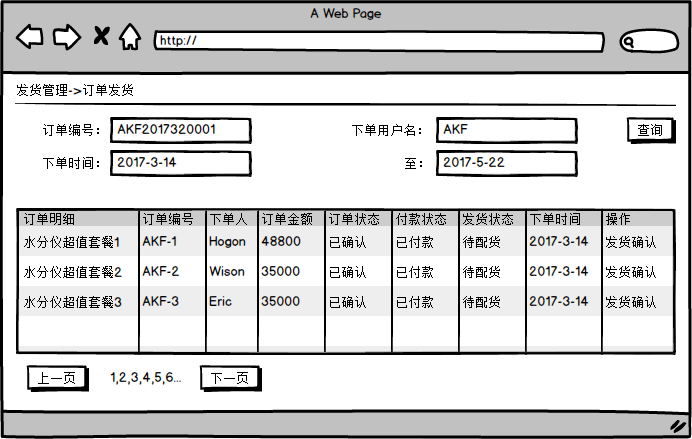 A Web Page
http://
发货管理->订单发货
订单编号： AKF2017320001 下单用户名： AKF 查询
下单时间： 2017-3-14 至： 2017-5-22
订单明细 订单编号 下单人 订单金额 订单状态 付款状态 发货状态 下单时间 操作
水分仪超值套餐1 AKF-1 Hogon 48800 已确认 已付款 待配货 2017-3-14 发货确认
水分仪超值套餐2 AKF-2 Wison 35000 已确认 已付款 待配货 2017-3-14 发货确认
水分仪超值套餐3 AKF-3 Eric 35000 已确认 已付款 待配货 2017-3-14 发货确认
上一页 1,2,3,4,5,6... 下一页